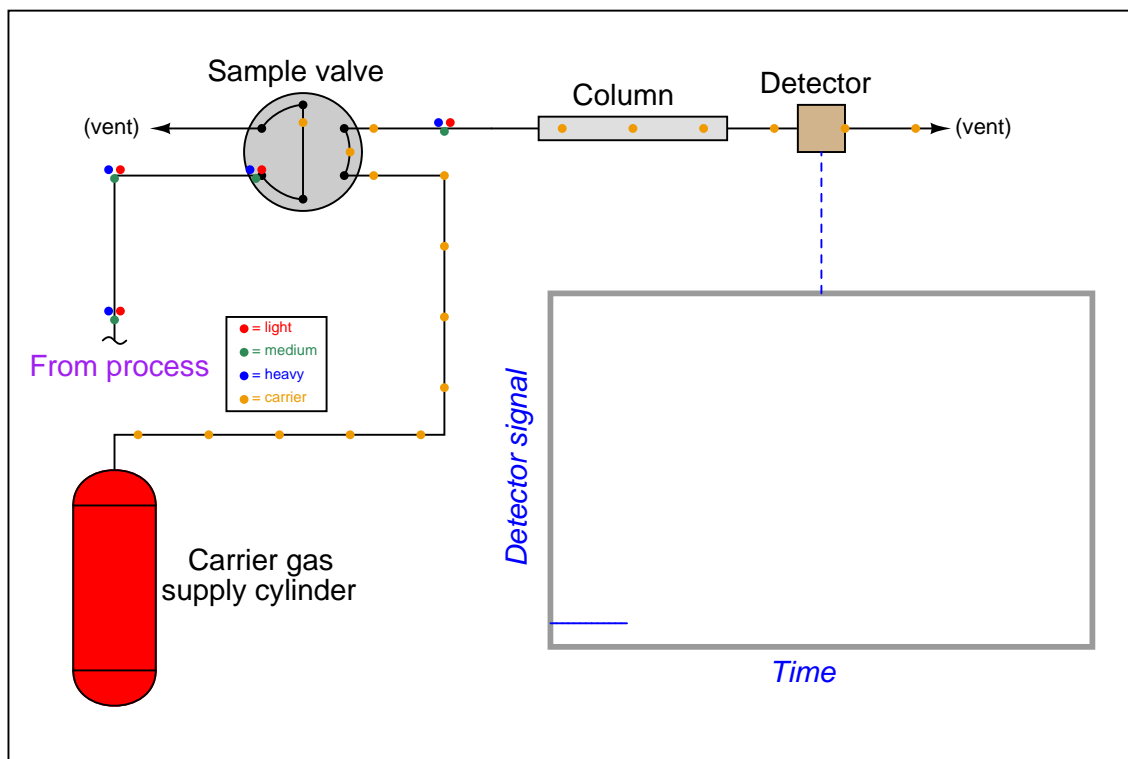 Sample valve
Column
Detector
(vent)
(vent)
= light
= medium
= heavy
= carrier
From process
Detector signal
Carrier gas
supply cylinder
Time